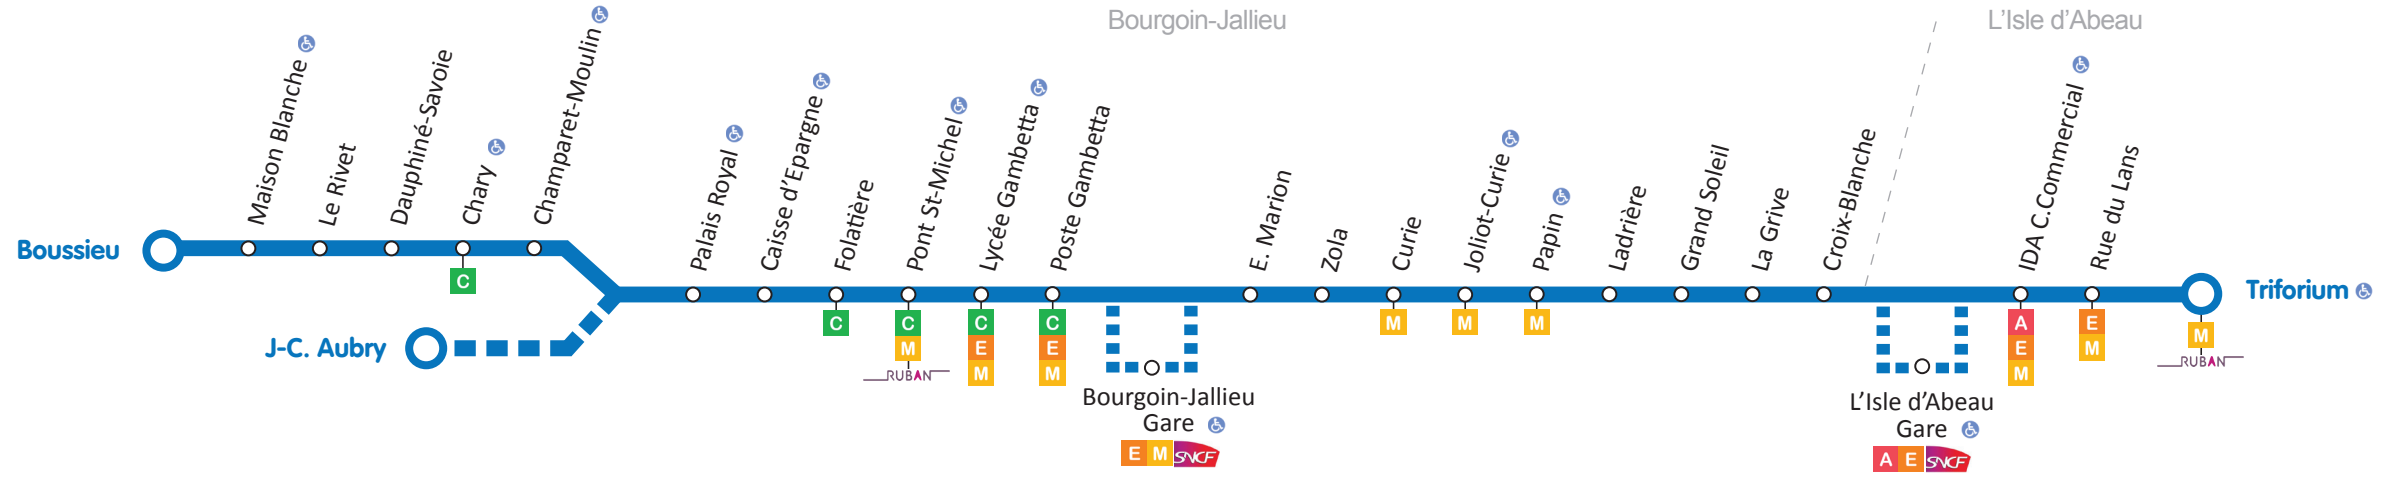 Bourgoin-Jallieu
L'Isle d'Abeau
Boussieu
Maison Blanche
Le Rivet
Dauphiné-Savoie
Chary
C
Champaret-Moulin
J-C. Aubry
Palais Royal
Caisse d'Epargne
Folatière
C
Pont St-Michel
C
M
RUBAN
Lycée Gambetta
C
E
M
Poste Gambetta
C
E
M
Bourgoin-Jallieu
Gare
E M SNCF
E. Marion
Zola
Curie
M
Joliot-Curie
M
Papin
M
Ladrière
Grand Soleil
La Grive
Croix-Blanche
L'Isle d'Abeau
Gare
A E SNCF
IDA C.Commercial
A
E
M
Rue du Lans
E
M
Triforium
M
RUBAN